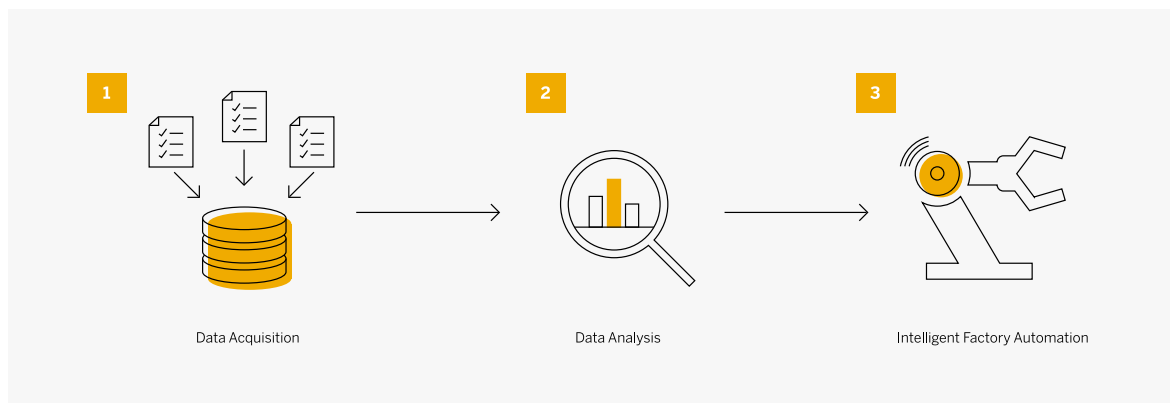 1
2
3
Data Acquisition
Data Analysis
Intelligent Factory Automation